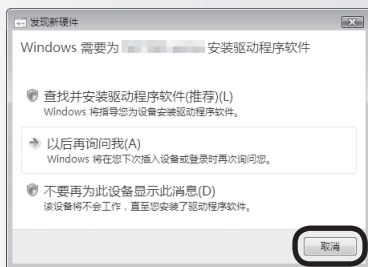 发现新硬件
Windows 需要为 安装驱动程序软件
查找并安装驱动程序软件(推荐)(L)
Windows 将指导您为设备安装驱动程序软件。
以后再询问我(A)
Windows 将在您下次插入设备或登录时再次询问您。
不要再为此设备显示此消息(D)
该设备将不会工作，直至您安装了驱动程序软件。
取消